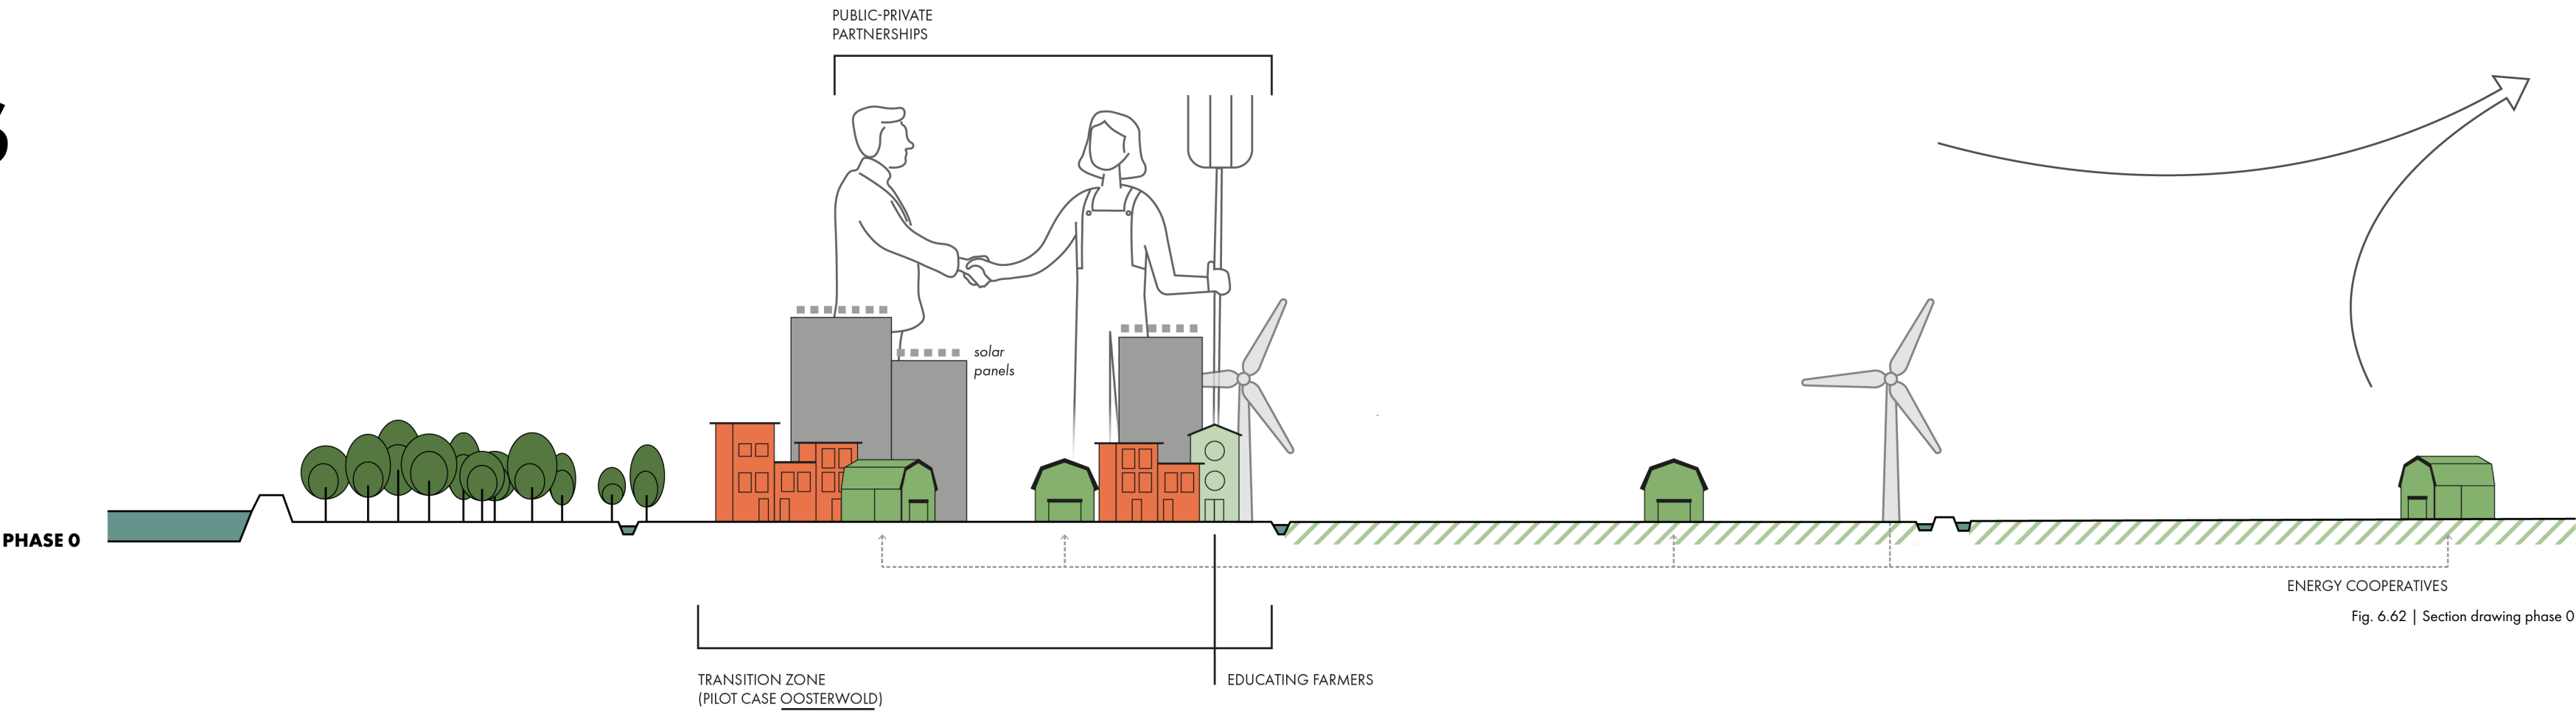 PUBLIC-PRIVATE
PARTNERSHIPS
solar
panels
PHASE 0
ENERGY COOPERATIVES
Fig. 6.62 | Section drawing phase 0
TRANSITION ZONE
(PILOT CASE OOSTERWOLD)
EDUCATING FARMERS